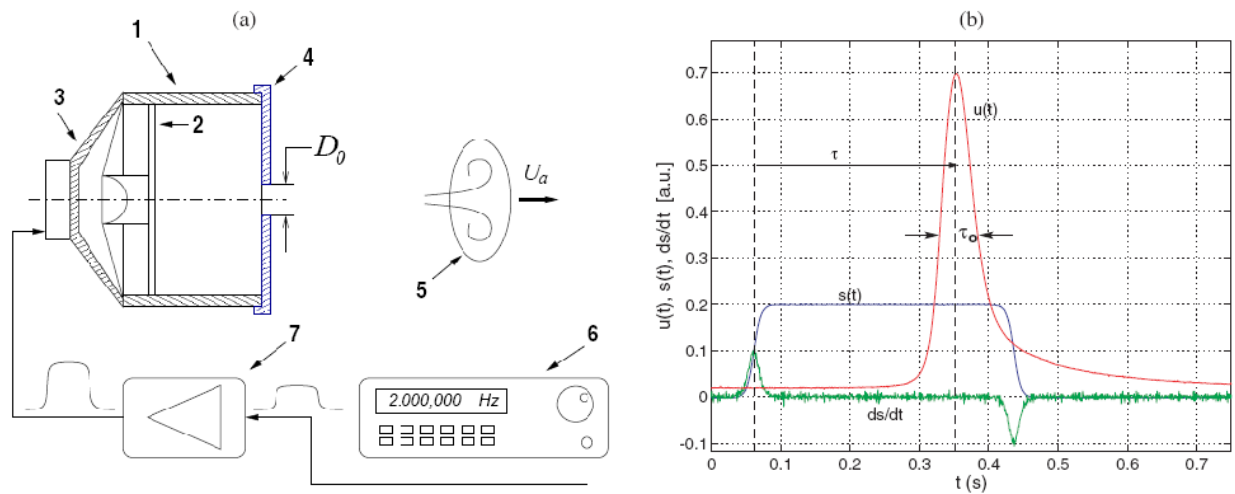 (a)
1
4
3
2
D₀
Uₐ
5
7
6
2.000,000 Hz
(b)
0.7
0.6
0.5
0.4
0.3
0.2
0.1
0
-0.1
u(t), s(t), ds/dt [a.u.]
u(t)
τ
τₒ
s(t)
ds/dt
0 0.1 0.2 0.3 0.4 0.5 0.6 0.7
t (s)